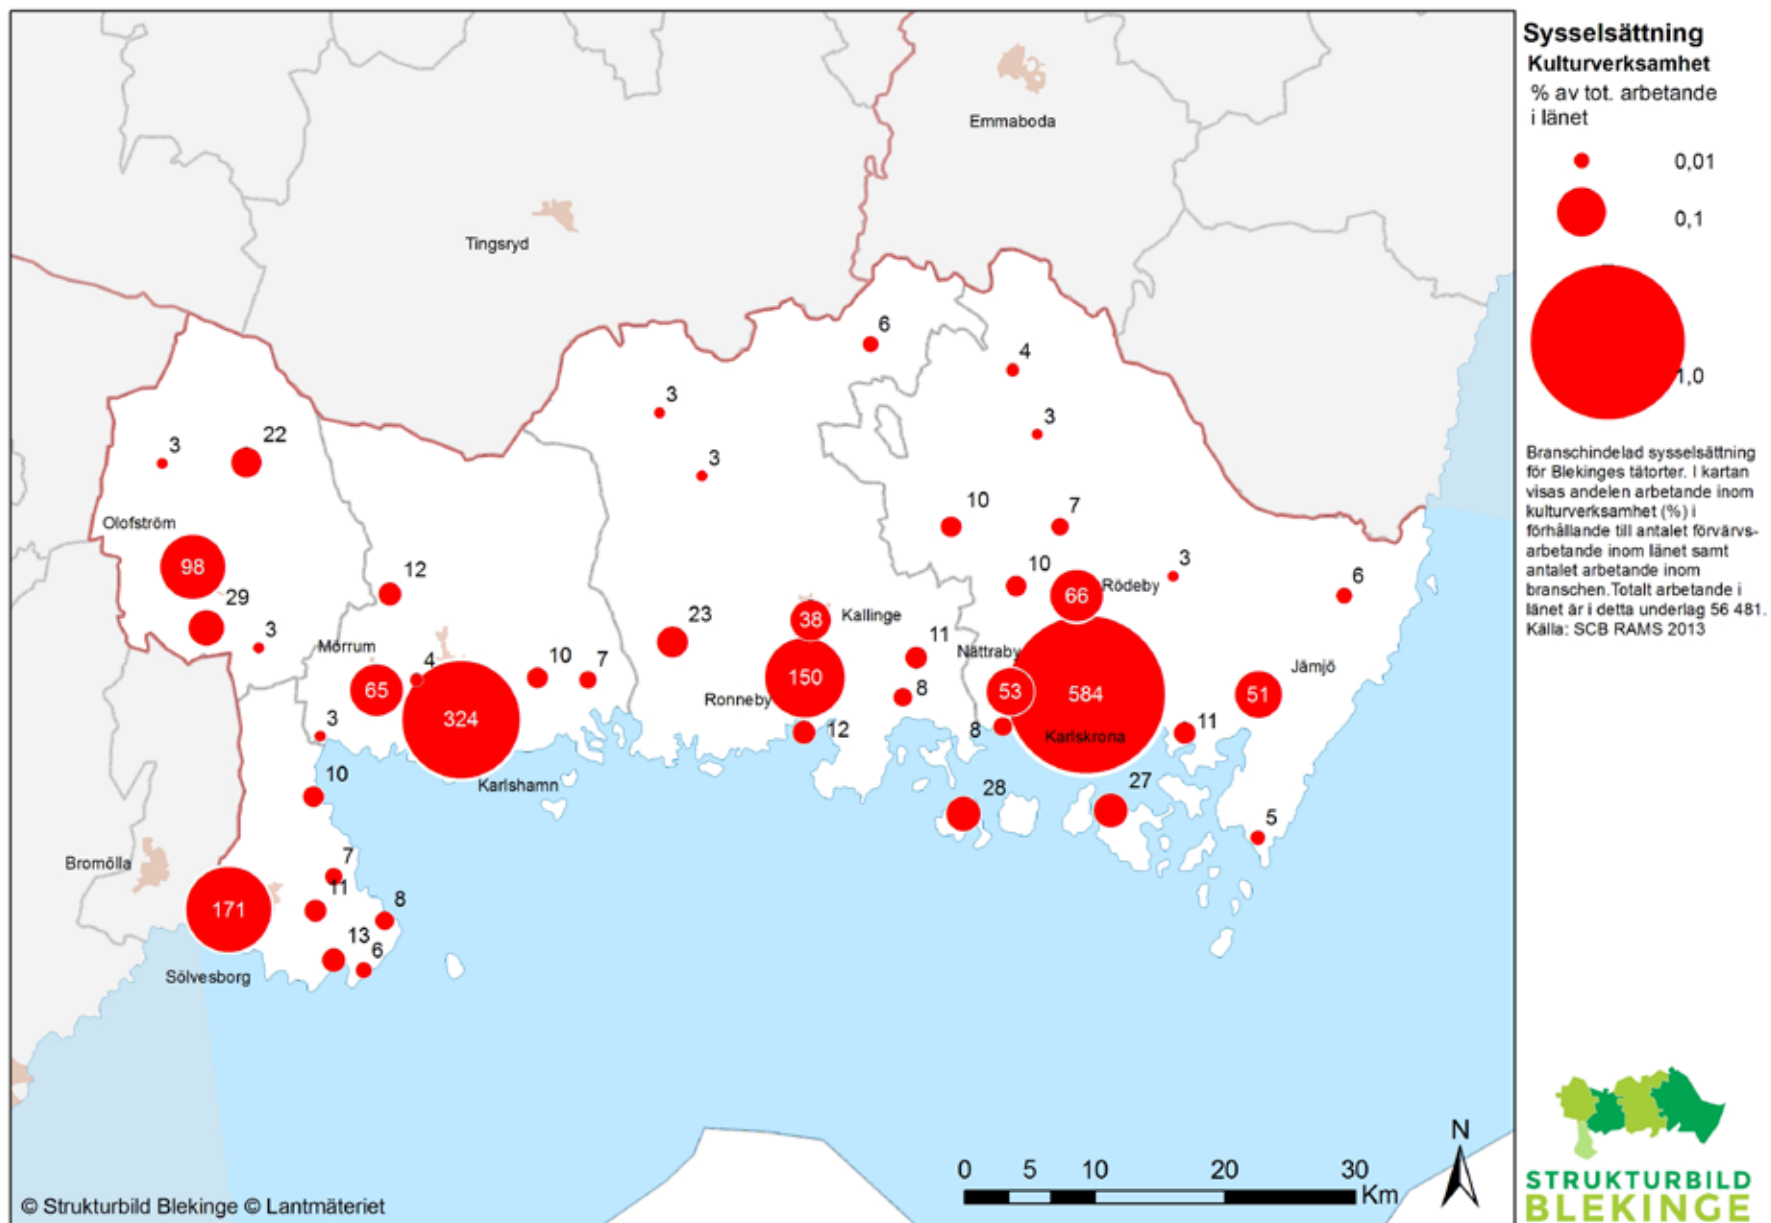 Sysselsättning
Kulturverksamhet
% av tot. arbetande
i länet
0,01
0,1
1,0
Branschindelad sysselsättning
för Blekinges tätorter. I kartan
visas andelen arbetande inom
kulturverksamhet (%) i
förhållande till antalet förvärvs-
arbetande inom länet samt
antalet arbetande inom
branschen. Totalt arbetande i
länet är i detta underlag 56 481.
Källa: SCB RAMS 2013
Emmaboda
Tingsryd
6
4
3
3
3
22
3
10
7
Olofström
98
12
10
3
6
66
Rödeby
29
38
Kallinge
23
3
Mörrum
11
Nättraby
Jämjö
4
10
7
65
150
Ronneby
8
53
584
51
324
3
12
8
Karlskrona
11
Karlshamn
10
28
27
5
Bromölla
7
11
171
8
13
6
Sölvesborg
N
0 5 10 20 30
Km
© Strukturbild Blekinge © Lantmäteriet
STRUKTURBILD
BLEKINGE